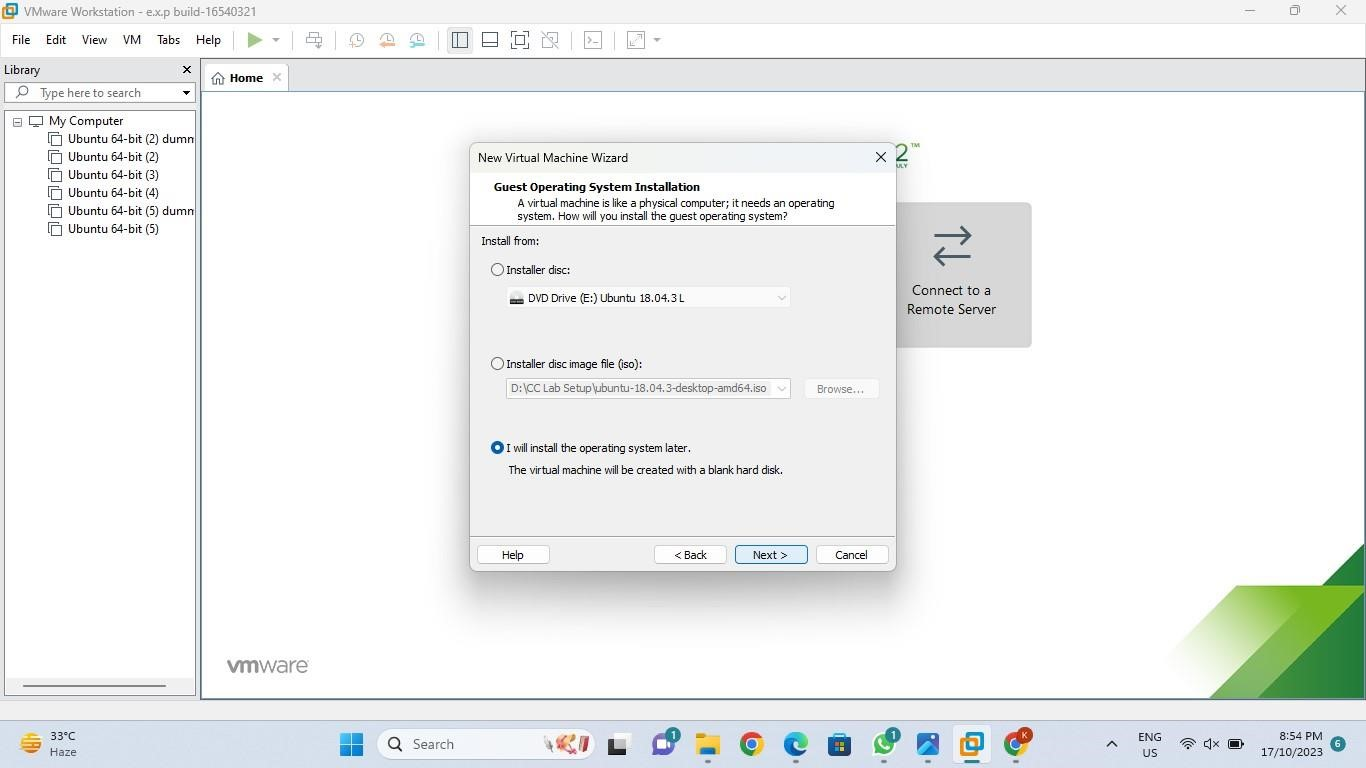 VMware Workstation - e.x.p build-16540321
File Edit View VM Tabs Help
Library
Type here to search
Home
My Computer
Ubuntu 64-bit (2) dumm
Ubuntu 64-bit (2)
Ubuntu 64-bit (3)
Ubuntu 64-bit (4)
Ubuntu 64-bit (5) dumm
Ubuntu 64-bit (5)
2™
New Virtual Machine Wizard
Guest Operating System Installation
A virtual machine is like a physical computer; it needs an operating
system. How will you install the guest operating system?
Install from:
Installer disc:
DVD Drive (E:) Ubuntu 18.04.3 L
Installer disc image file (iso):
D:\CC Lab Setup\ubuntu-18.04.3-desktop-amd64.iso
Browse...
I will install the operating system later.
The virtual machine will be created with a blank hard disk.
Help
< Back
Next >
Cancel
Connect to a
Remote Server
vmware
33°C
Haze
Search
1
1
K
ENG
US
8:54 PM
17/10/2023
6